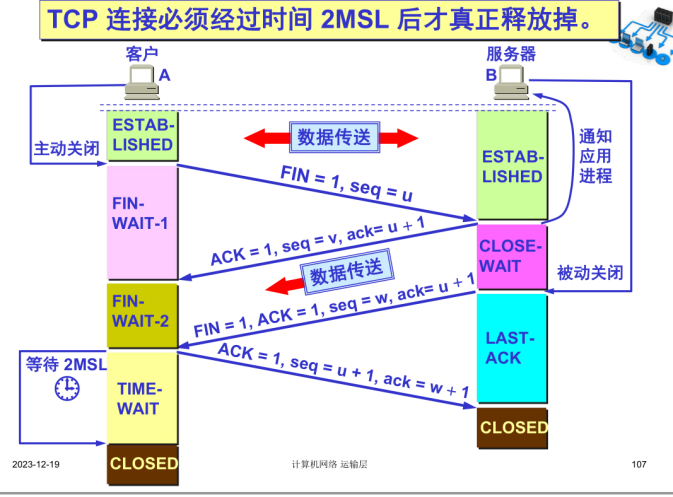 TCP 连接必须经过时间 2MSL 后才真正释放掉。
客户
服务器
A
B
主动关闭
ESTAB-
LISHED
数据传送
ESTAB-
LISHED
通知
应用
进程
FIN = 1, seq = u
FIN-
WAIT-1
ACK = 1, seq = v, ack= u + 1
CLOSE-
WAIT
数据传送
被动关闭
FIN-
WAIT-2
FIN = 1, ACK = 1, seq = w, ack= u + 1
LAST-
ACK
ACK = 1, seq = u + 1, ack = w + 1
等待 2MSL
TIME-
WAIT
CLOSED
CLOSED
2023-12-19
计算机网络 运输层
107